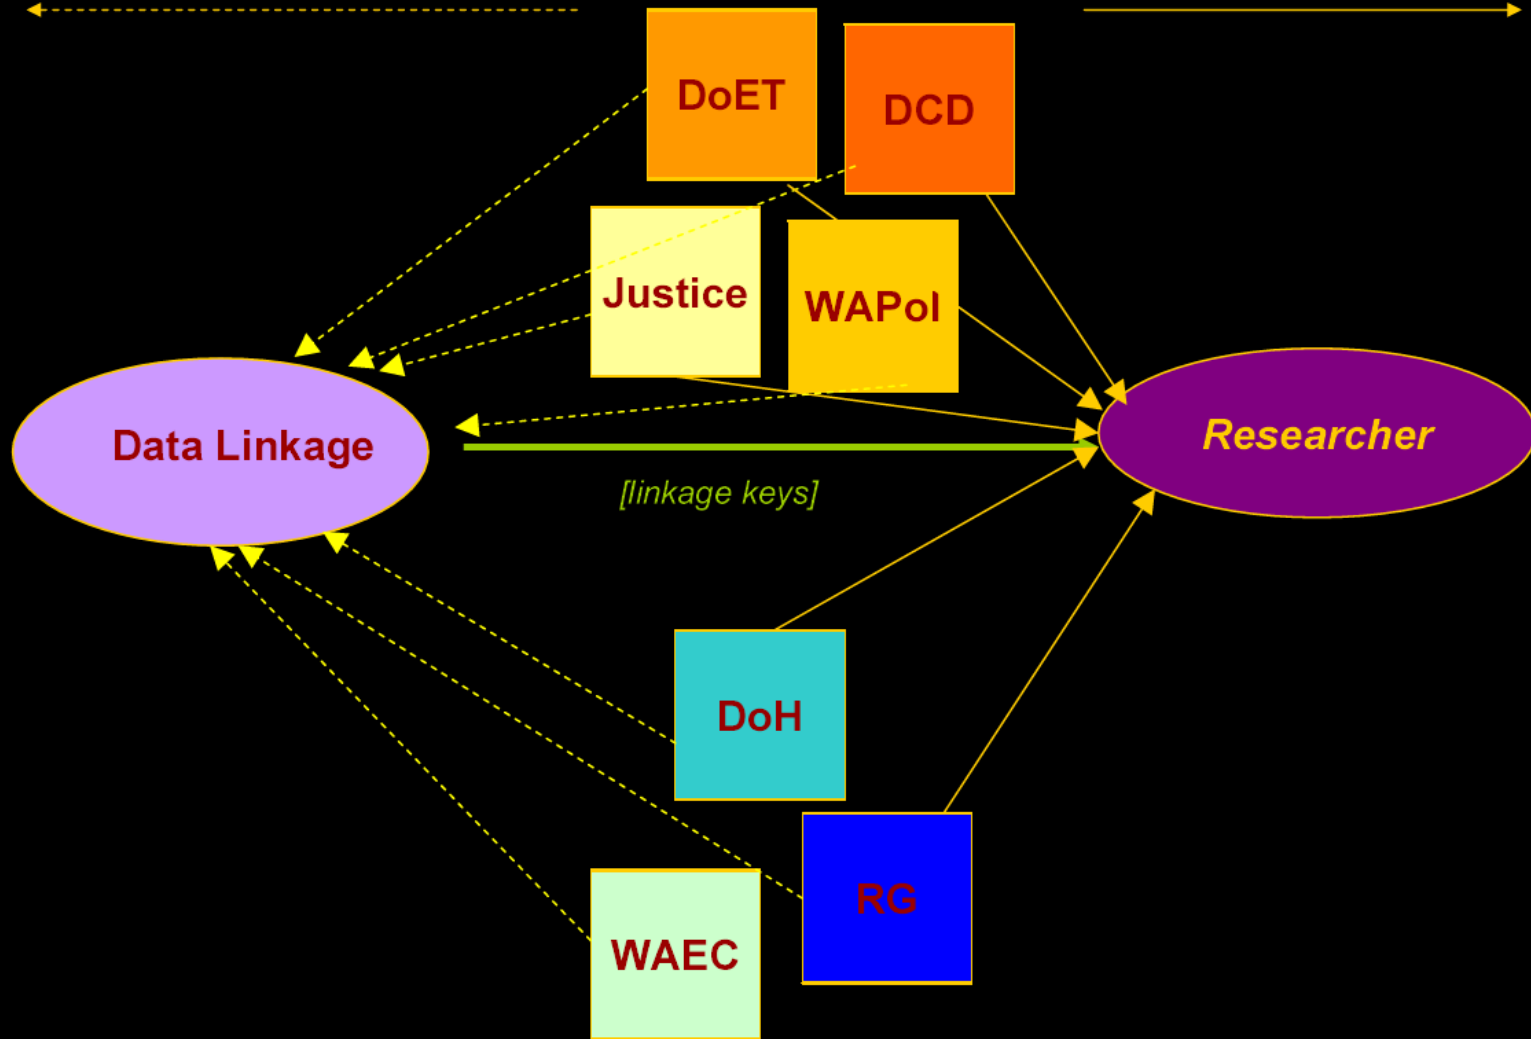 DoET
DCD
Justice
WAPol
Data Linkage
Researcher
[linkage keys]
DoH
RG
WAEC